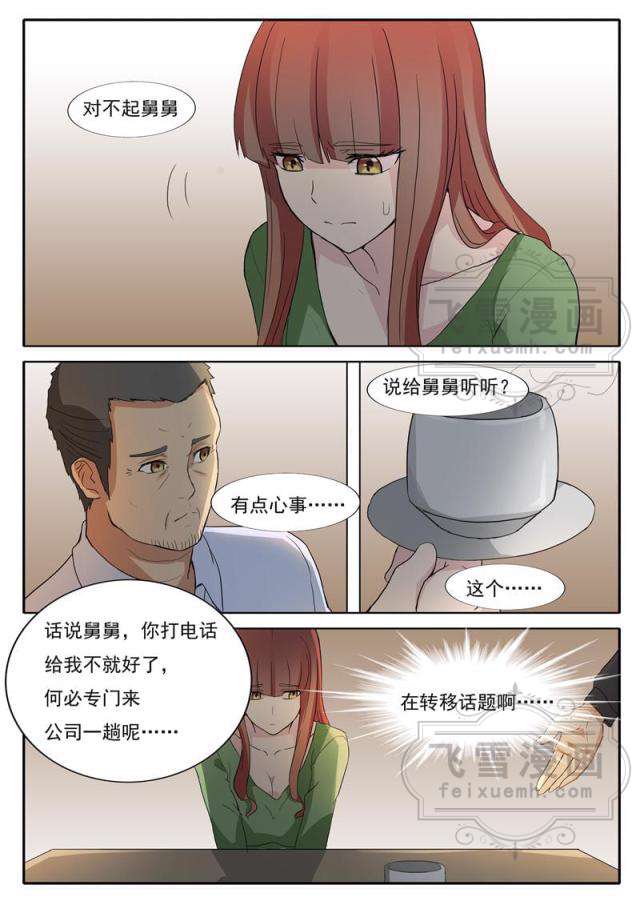 对不起舅舅
飞雪漫画
feixuemh.com
有点心事……
说给舅舅听听？
这个……
话说舅舅，你打电话
给我不就好了，
何必专门来
公司一趟呢……
在转移话题啊……
飞雪漫画
feixuemh.com